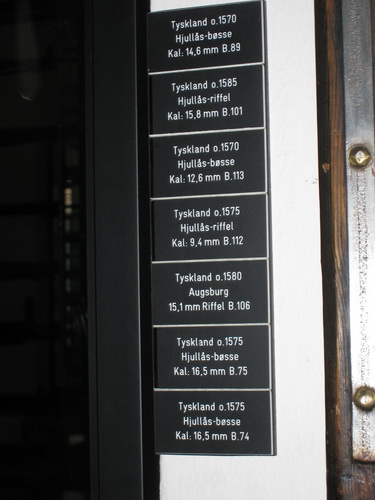 Tyskland o.1570
Hjullås-bøsse
Kal: 14,6 mm B.89
Tyskland o.1585
Hjullås-riffel
Kal: 15,8 mm B.101
Tyskland o.1570
Hjullås-bøsse
Kal: 12,6 mm B.113
Tyskland o.1575
Hjullås-riffel
Kal: 9,4 mm B.112
Tyskland o.1580
Augsburg
15,1 mm Riffel B.106
Tyskland o.1575
Hjullås-bøsse
Kal: 16,5 mm B.75
Tyskland o.1575
Hjullås-bøsse
Kal: 16,5 mm B.74